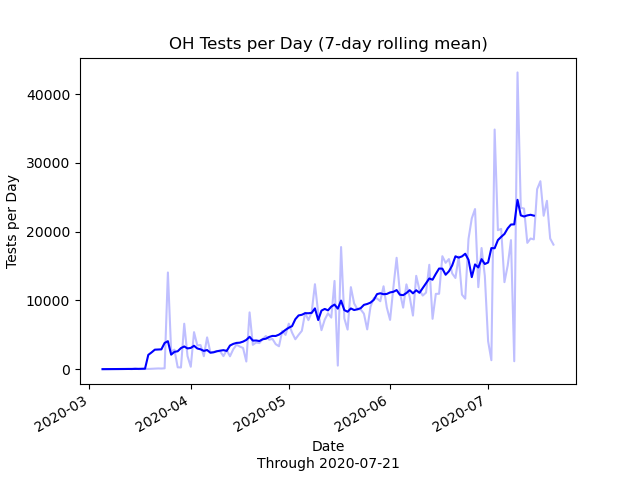 OH Tests per Day (7-day rolling mean)
40000
30000
20000
10000
0
Tests per Day
2020-03
2020-04
2020-05
2020-06
2020-07
Date
Through 2020-07-21